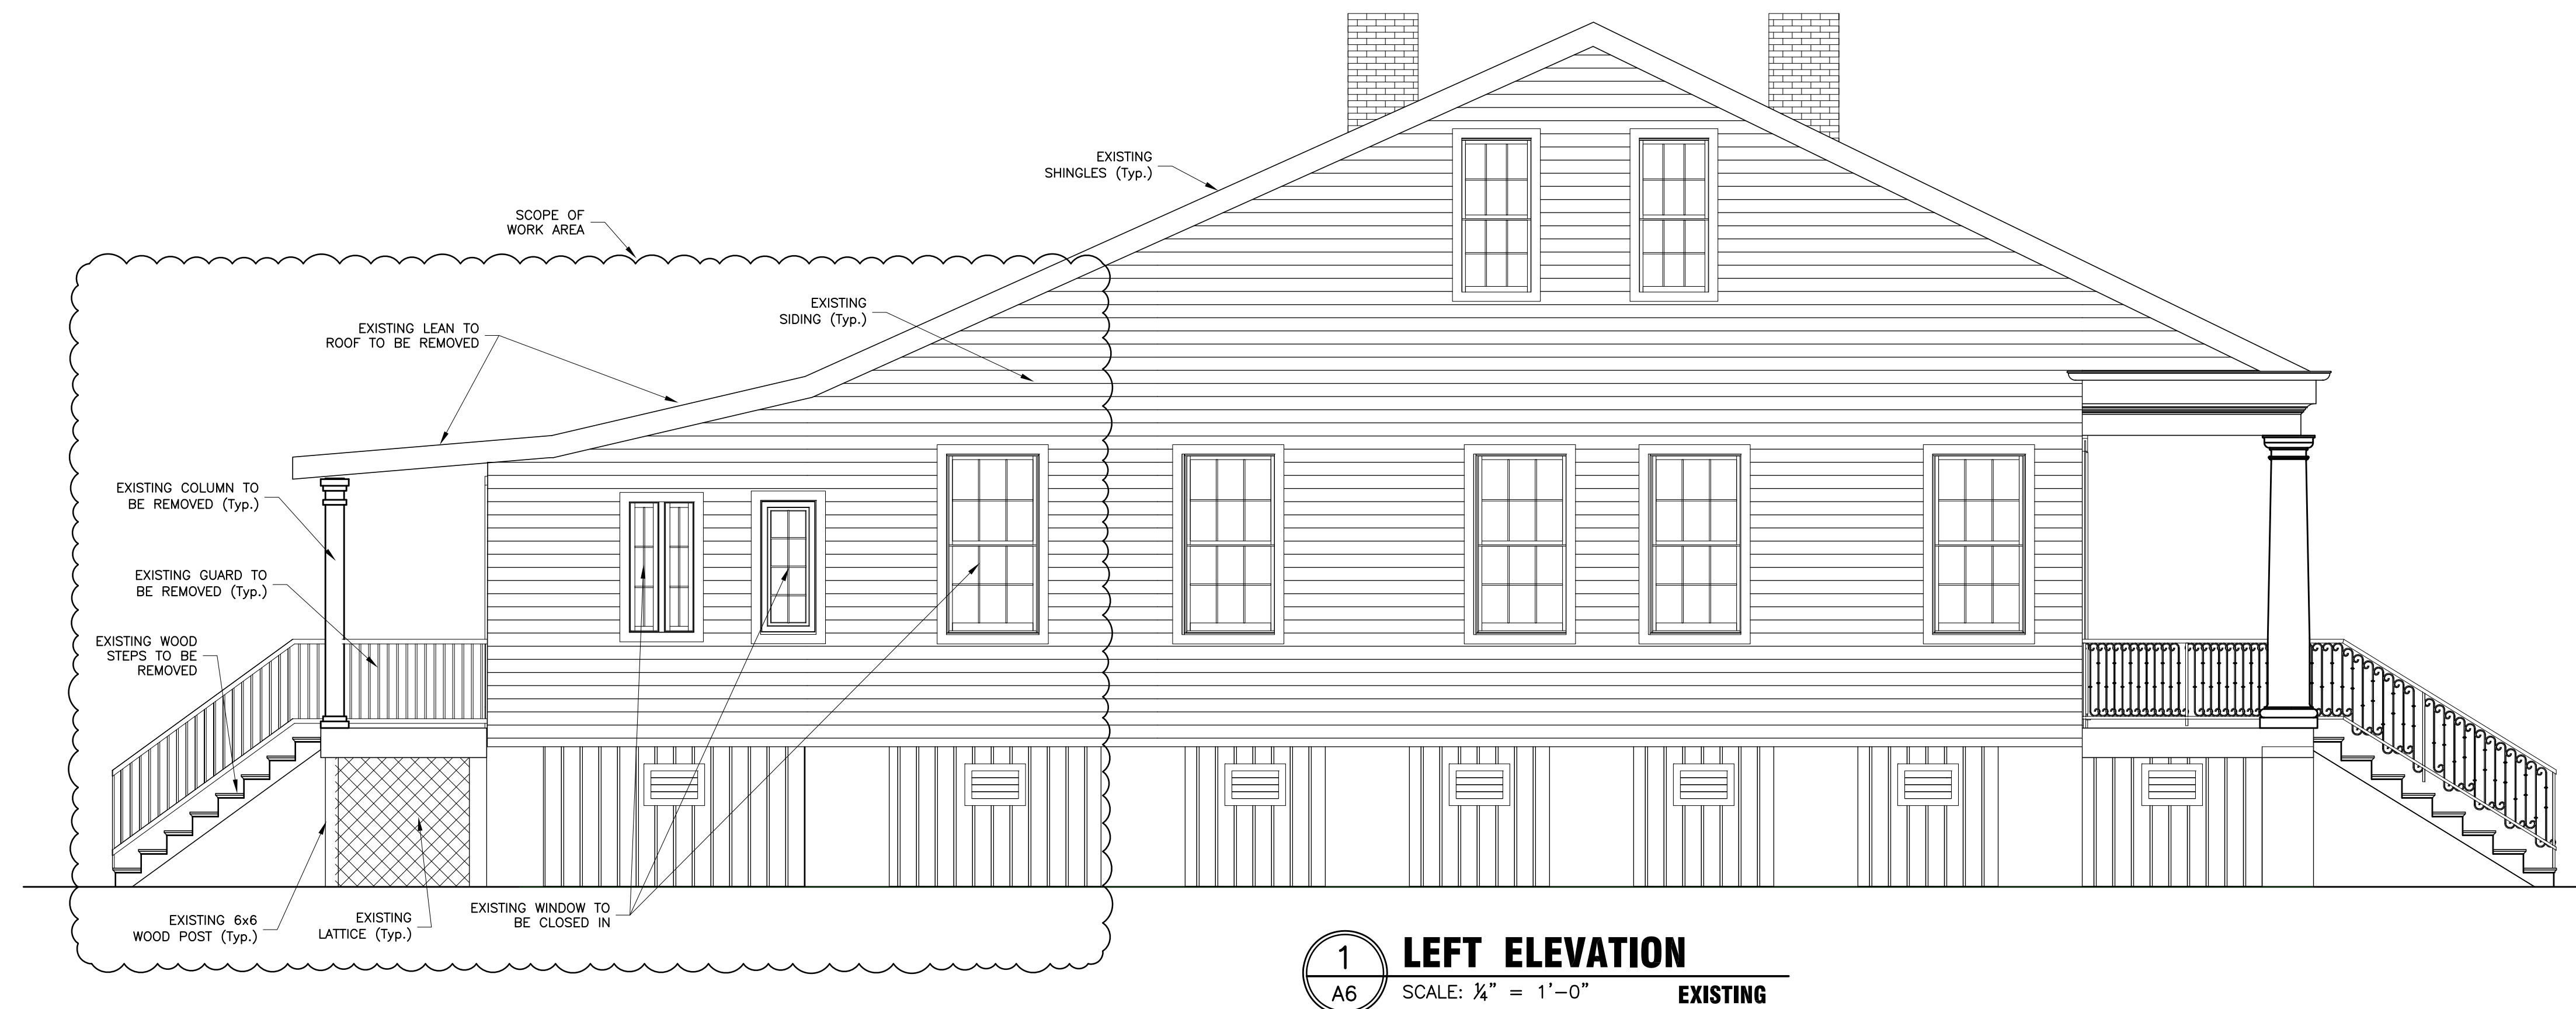 EXISTING
SHINGLES (Typ.)
SCOPE OF
WORK AREA
EXISTING
SIDING (Typ.)
EXISTING LEAN TO
ROOF TO BE REMOVED
EXISTING COLUMN TO
BE REMOVED (Typ.)
EXISTING GUARD TO
BE REMOVED (Typ.)
EXISTING WOOD
STEPS TO BE
REMOVED
EXISTING 6x6
WOOD POST (Typ.)
EXISTING
LATTICE (Typ.)
EXISTING WINDOW TO
BE CLOSED IN
1
A6
LEFT ELEVATION
SCALE: ¼" = 1'-0"
EXISTING